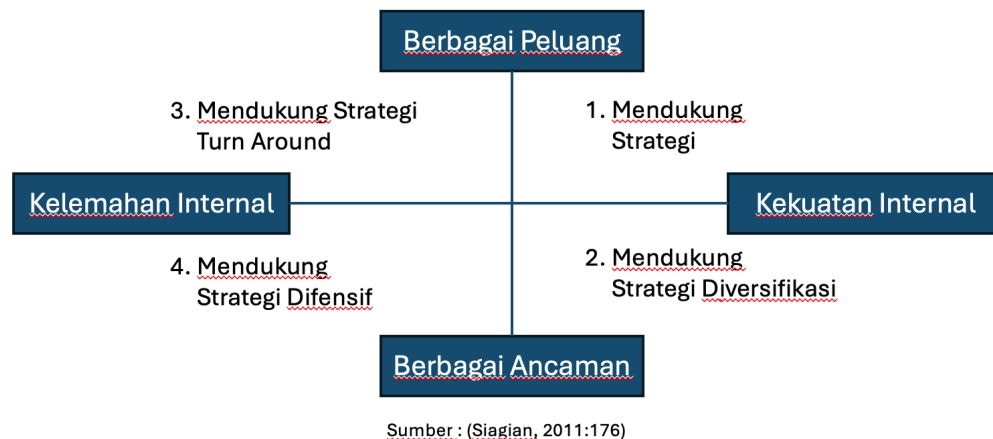 Berbagai Peluang
3. Mendukung Strategi
Turn Around
1. Mendukung
Strategi
Kelemahan Internal
Kekuatan Internal
4. Mendukung
Strategi Difensif
2. Mendukung
Strategi Diversifikasi
Berbagai Ancaman
Sumber : (Siagian, 2011:176)